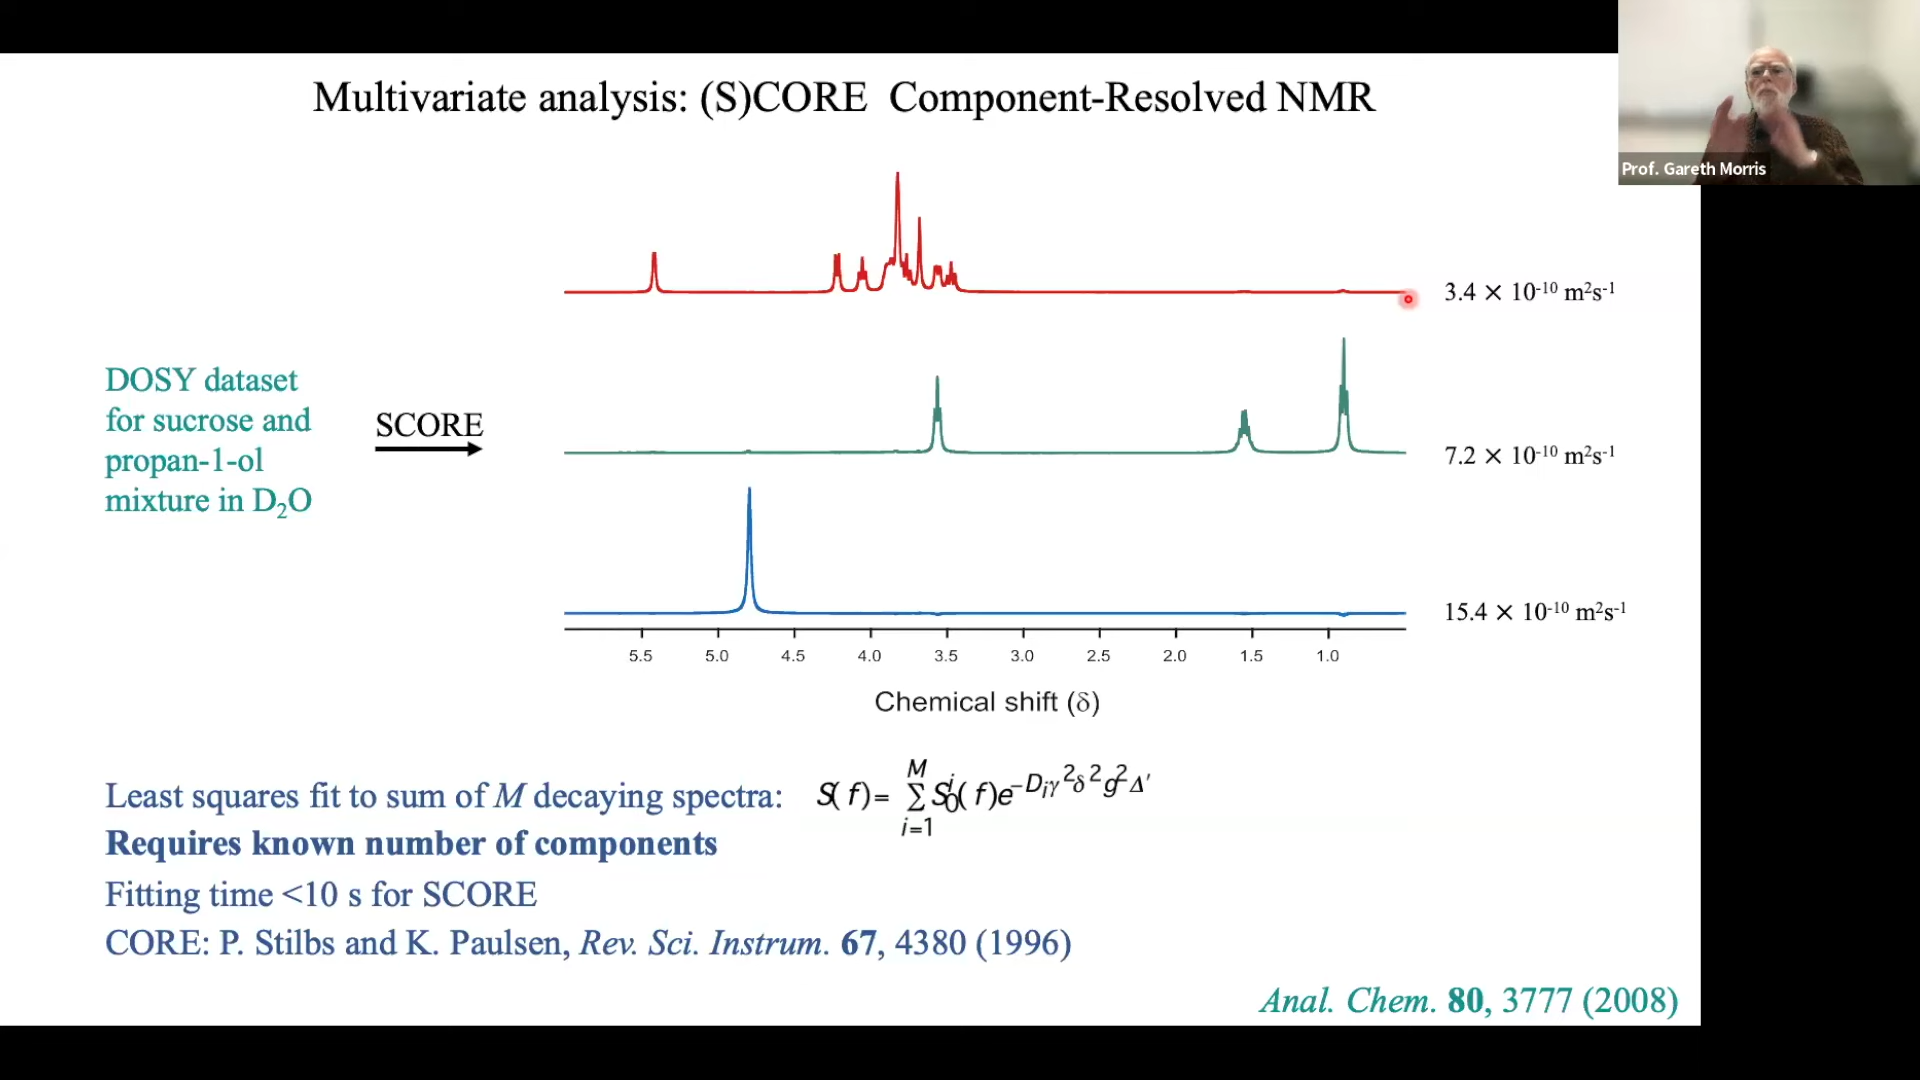 Multivariate analysis: (S)CORE Component-Resolved NMR
Prof. Gareth Morris
3.4 × 10⁻¹⁰ m²s⁻¹
DOSY dataset
for sucrose and
propan-1-ol
mixture in D₂O
SCORE
7.2 × 10⁻¹⁰ m²s⁻¹
15.4 × 10⁻¹⁰ m²s⁻¹
5.5 5.0 4.5 4.0 3.5 3.0 2.5 2.0 1.5 1.0
Chemical shift (δ)
Least squares fit to sum of M decaying spectra: S(f)= M∑i=1 S₀ⁱ(f)e^−Dᵢγ²δ²g²Δ′
Requires known number of components
Fitting time <10 s for SCORE
CORE: P. Stilbs and K. Paulsen, Rev. Sci. Instrum. 67, 4380 (1996)
Anal. Chem. 80, 3777 (2008)